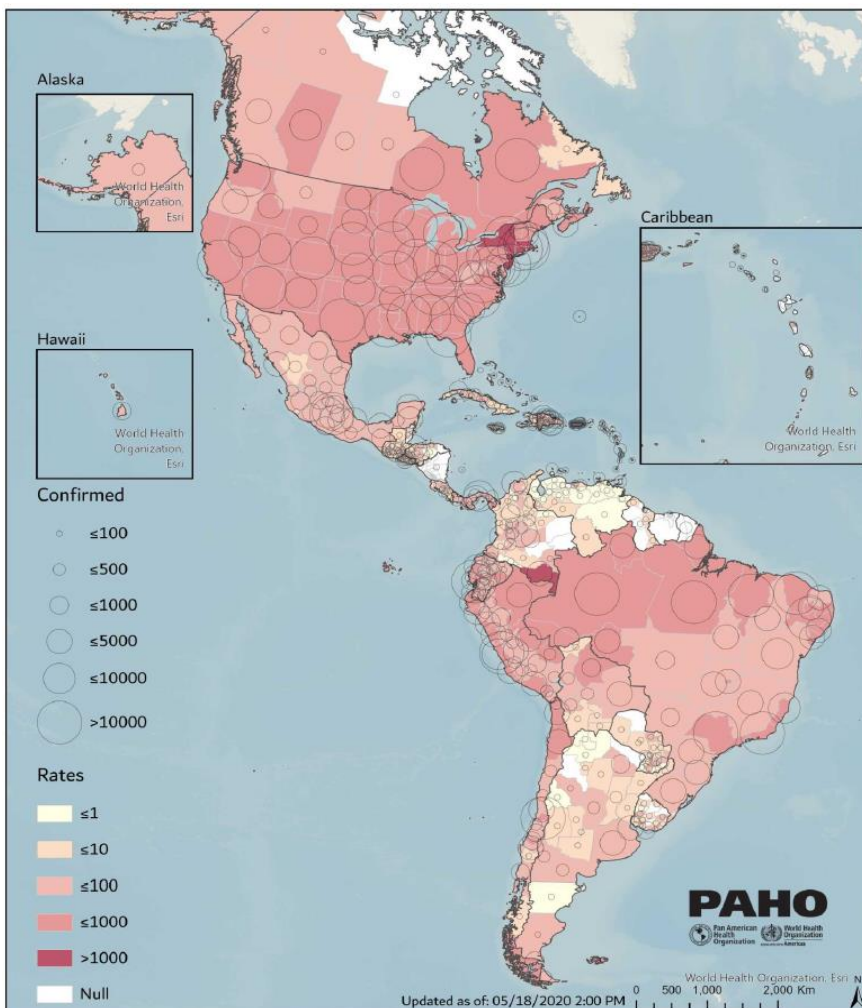 Alaska
World Health
Organization,
Esri
Caribbean
World Health
Organization, Esri
Hawaii
World Health
Organization,
Esri
Confirmed
≤100
≤500
≤1000
≤5000
≤10000
>10000
Rates
≤1
≤10
≤100
≤1000
>1000
Null
PAHO
Pan American
Health
Organization
World Health
Organization
Americas
World Health Organization, Esri
N
Updated as of: 05/18/2020 2:00 PM
0 500 1,000 2,000 Km